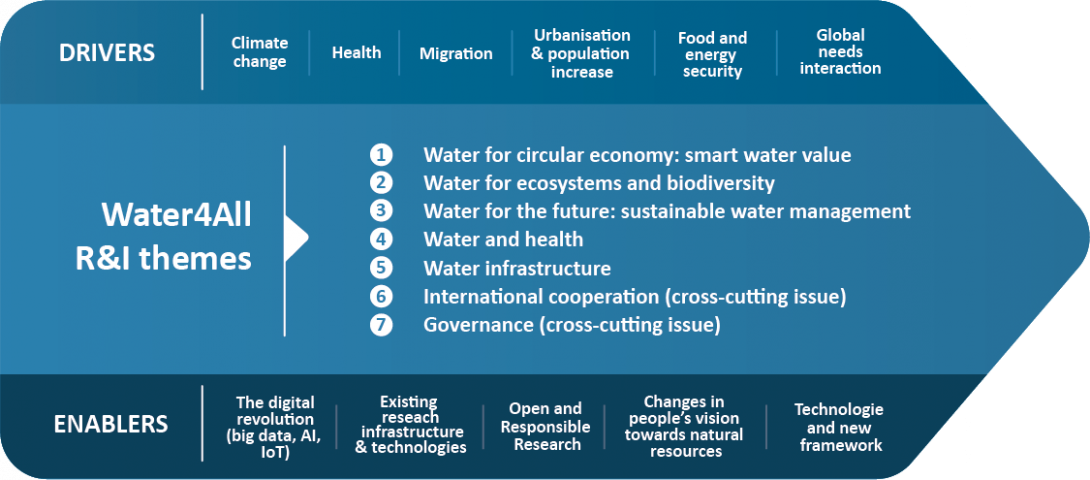 DRIVERS
Climate
change
Health
Migration
Urbanisation
& population
increase
Food and
energy
security
Global
needs
interaction
Water4All
R&I themes
1 Water for circular economy: smart water value
2 Water for ecosystems and biodiversity
3 Water for the future: sustainable water management
4 Water and health
5 Water infrastructure
6 International cooperation (cross-cutting issue)
7 Governance (cross-cutting issue)
ENABLERS
The digital
revolution
(big data, AI,
IoT)
Existing
reseach
infrastructure
& technologies
Open and
Responsible
Research
Changes in
people's vision
towards natural
resources
Technologie
and new
framework